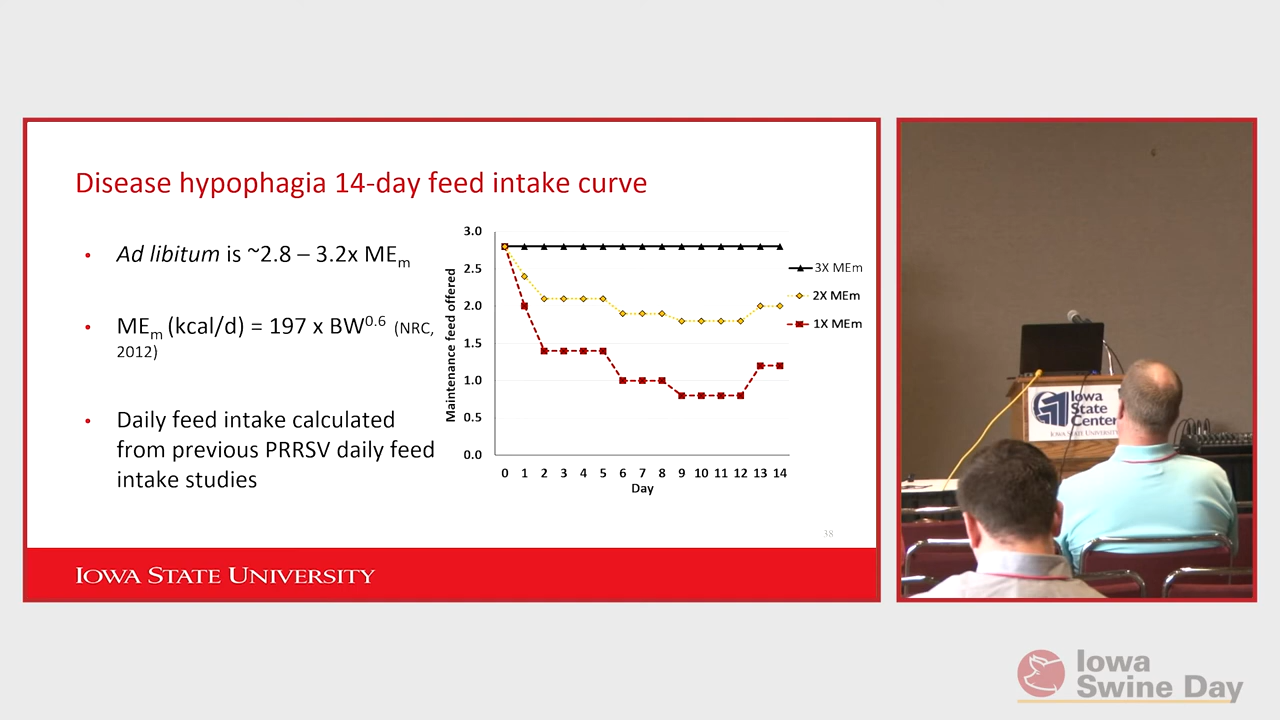 Disease hypophagia 14-day feed intake curve
• Ad libitum is ~2.8 – 3.2x MEm
• MEm (kcal/d) = 197 x BW0.6 (NRC,
2012)
• Daily feed intake calculated
from previous PRRSV daily feed
intake studies
Maintenance feed offered
3.0
2.5
2.0
1.5
1.0
0.5
0.0
0 1 2 3 4 5 6 7 8 9 10 11 12 13 14
Day
3X MEm
2X MEm
1X MEm
38
IOWA STATE UNIVERSITY
Iowa
State
Center
IOWA STATE UNIVERSITY
Iowa
Swine Day